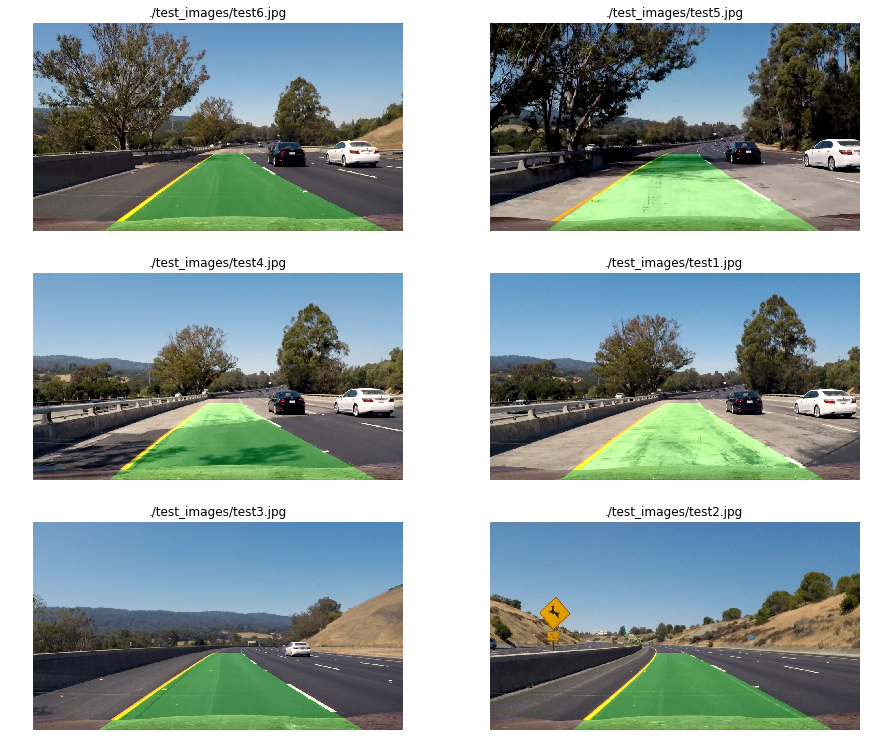 ./test_images/test6.jpg
./test_images/test5.jpg
./test_images/test4.jpg
./test_images/test1.jpg
./test_images/test3.jpg
./test_images/test2.jpg